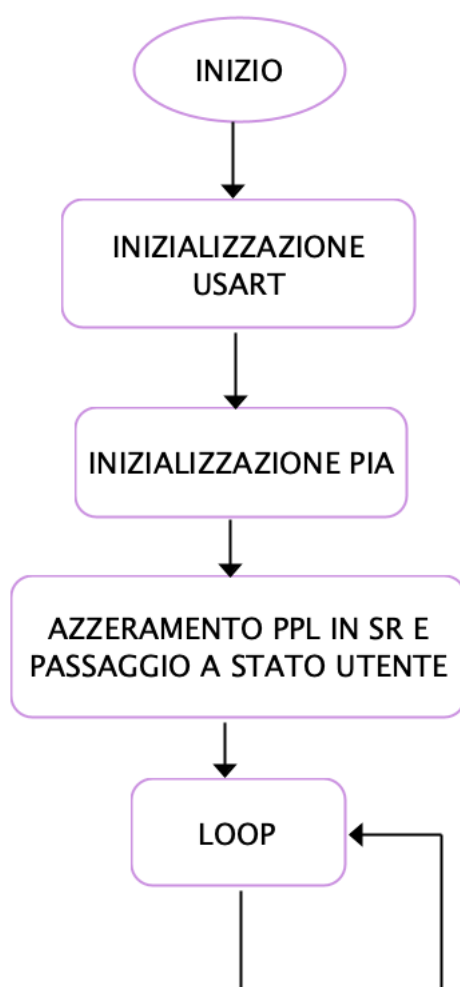 INIZIO
INIZIALIZZAZIONE
USART
INIZIALIZZAZIONE PIA
AZZERAMENTO PPL IN SR E
PASSAGGIO A STATO UTENTE
LOOP